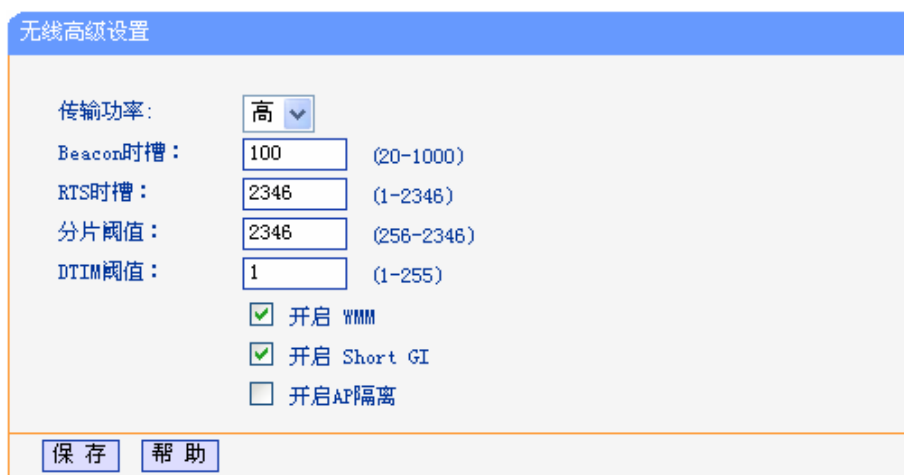 无线高级设置
传输功率: 高
Beacon时槽： 100 (20-1000)
RTS时槽： 2346 (1-2346)
分片阈值： 2346 (256-2346)
DTIM阈值： 1 (1-255)
开启 WMM
开启 Short GI
开启AP隔离
保 存 帮 助